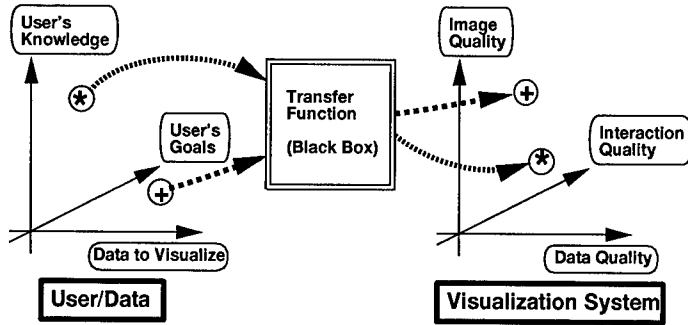 User's
Knowledge
*
User's
Goals
+
Data to Visualize
User/Data
Transfer
Function
(Black Box)
Image
Quality
+
*
Interaction
Quality
Data Quality
Visualization System